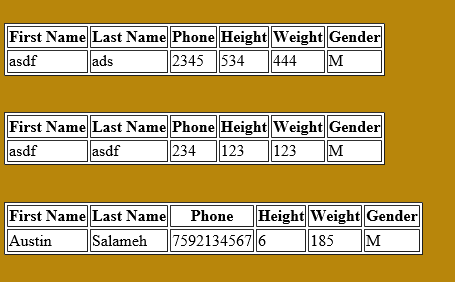 First Name Last Name Phone Height Weight Gender
asdf ads 2345 534 444 M
First Name Last Name Phone Height Weight Gender
asdf asdf 234 123 123 M
First Name Last Name Phone Height Weight Gender
Austin Salameh 7592134567 6 185 M